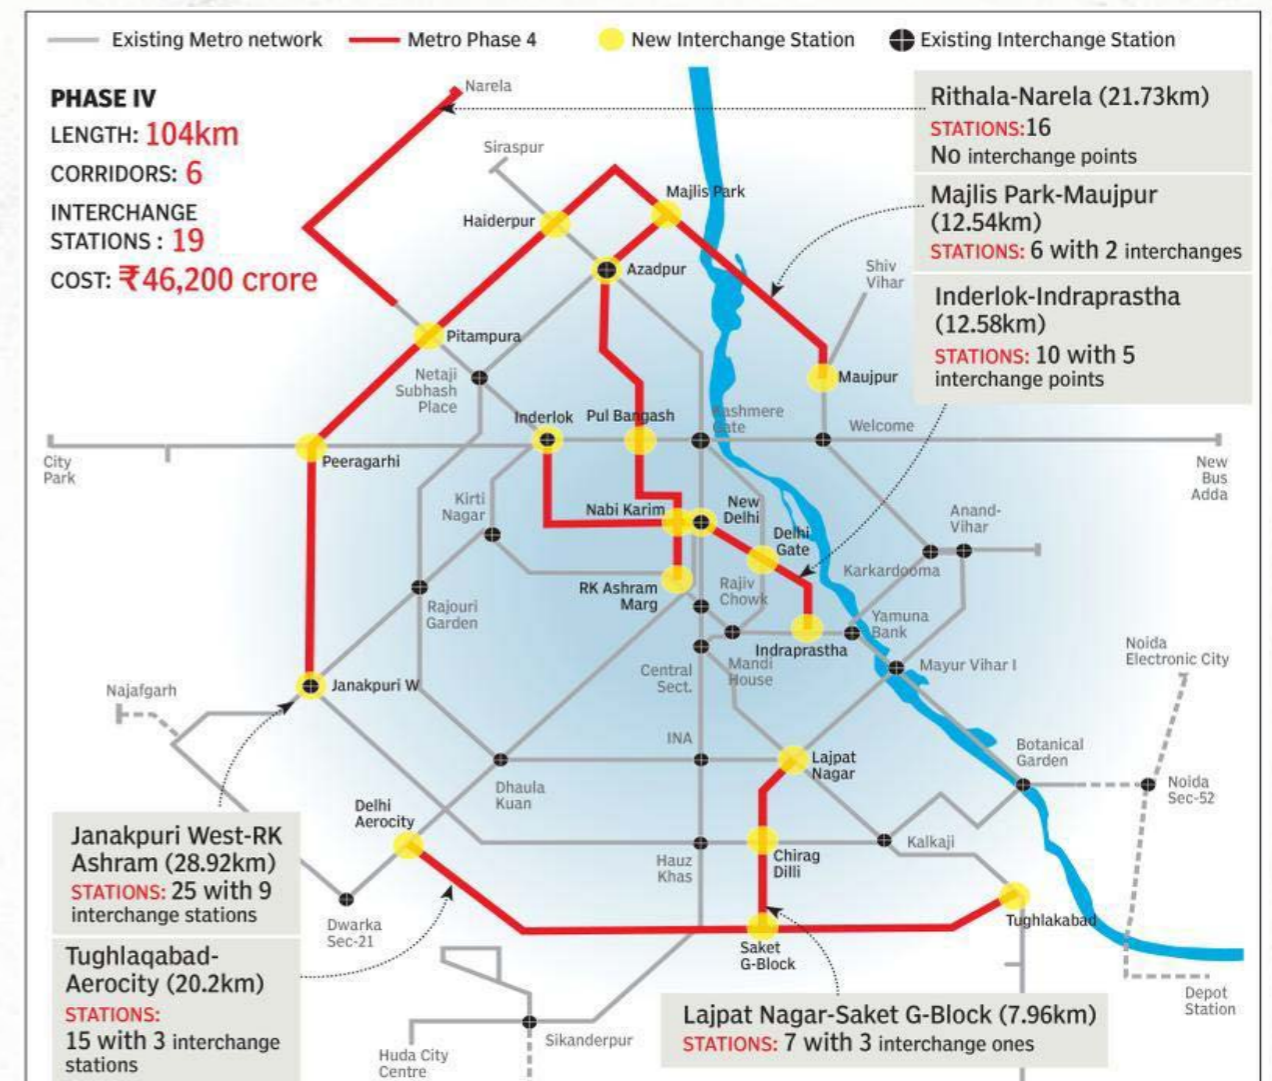 Existing Metro network
Metro Phase 4
New Interchange Station
Existing Interchange Station
PHASE IV
LENGTH: 104km
CORRIDORS: 6
INTERCHANGE
STATIONS : 19
COST: ₹46,200 crore
Narela
Siraspur
Haiderpur
Majlis Park
Azadpur
Pitampura
Netaji
Subhash
Place
Shiv
Vihar
Maujpur
Inderlok
Pul Bangash
Kashmere
Gate
Welcome
City
Park
Peeragarhi
New
Bus
Adda
Kirti
Nagar
Nabi Karim
New
Delhi
Delhi
Gate
Anand-
Vihar
Karkardooma
RK Ashram
Marg
Rajiv
Chowk
Rajouri
Garden
Yamuna
Bank
Indraprastha
Central
Sect.
Mandi
House
Mayur Vihar I
Noida
Electronic City
Najafgarh
Janakpuri W
INA
Lajpat
Nagar
Botanical
Garden
Dhaula
Kuan
Noida
Sec-52
Delhi
Aerocity
Hauz
Khas
Chirag
Dilli
Kalkaji
Dwarka
Sec-21
Saket
G-Block
Tughlakabad
Depot
Station
Sikanderpur
Huda City
Centre
Rithala-Narela (21.73km)
STATIONS:16
No interchange points
Majlis Park-Maujpur
(12.54km)
STATIONS: 6 with 2 interchanges
Inderlok-Indraprastha
(12.58km)
STATIONS: 10 with 5
interchange points
Janakpuri West-RK
Ashram (28.92km)
STATIONS: 25 with 9
interchange stations
Tughlaqabad-
Aerocity (20.2km)
STATIONS:
15 with 3 interchange
stations
Lajpat Nagar-Saket G-Block (7.96km)
STATIONS: 7 with 3 interchange ones